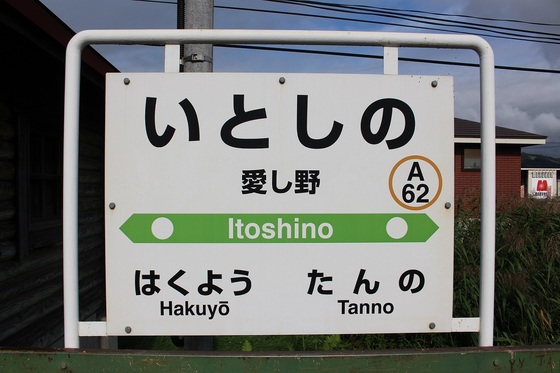 いとしの
愛し野
A
62
Itoshino
はくよう たんの
Hakuyō Tanno